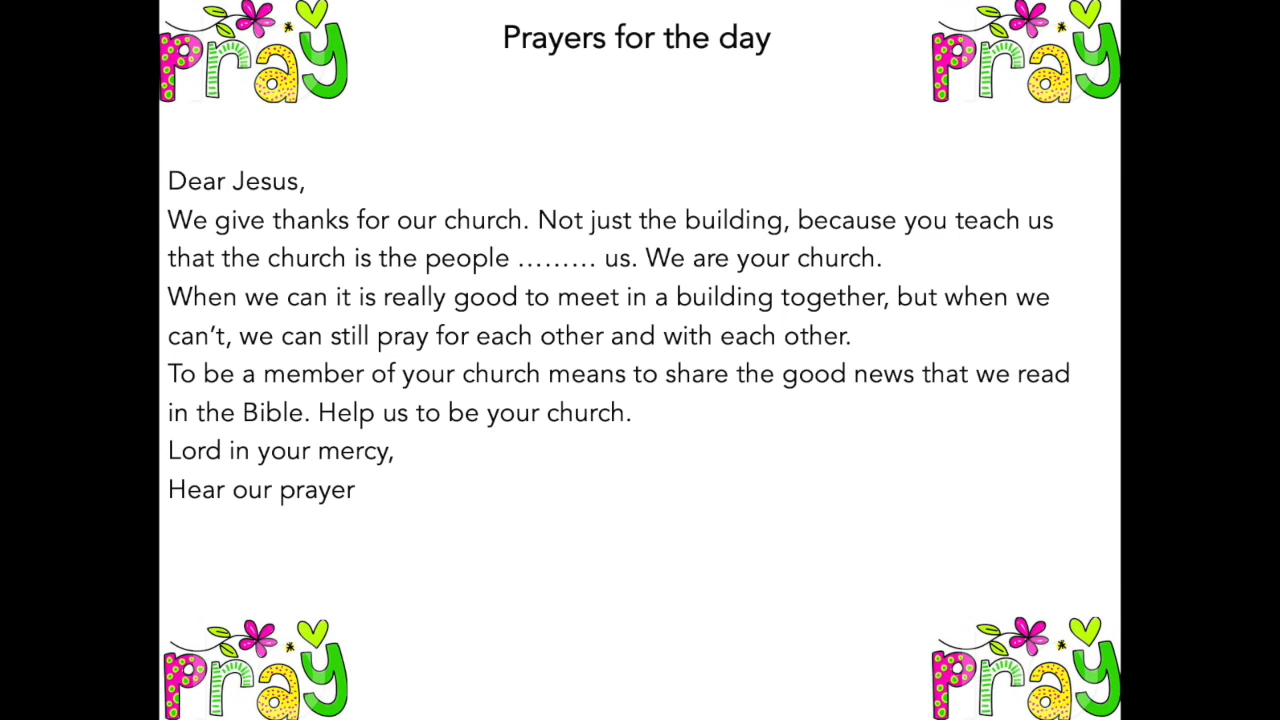 pray
Prayers for the day
pray
Dear Jesus,
We give thanks for our church. Not just the building, because you teach us
that the church is the people ......... us. We are your church.
When we can it is really good to meet in a building together, but when we
can’t, we can still pray for each other and with each other.
To be a member of your church means to share the good news that we read
in the Bible. Help us to be your church.
Lord in your mercy,
Hear our prayer
pray
pray